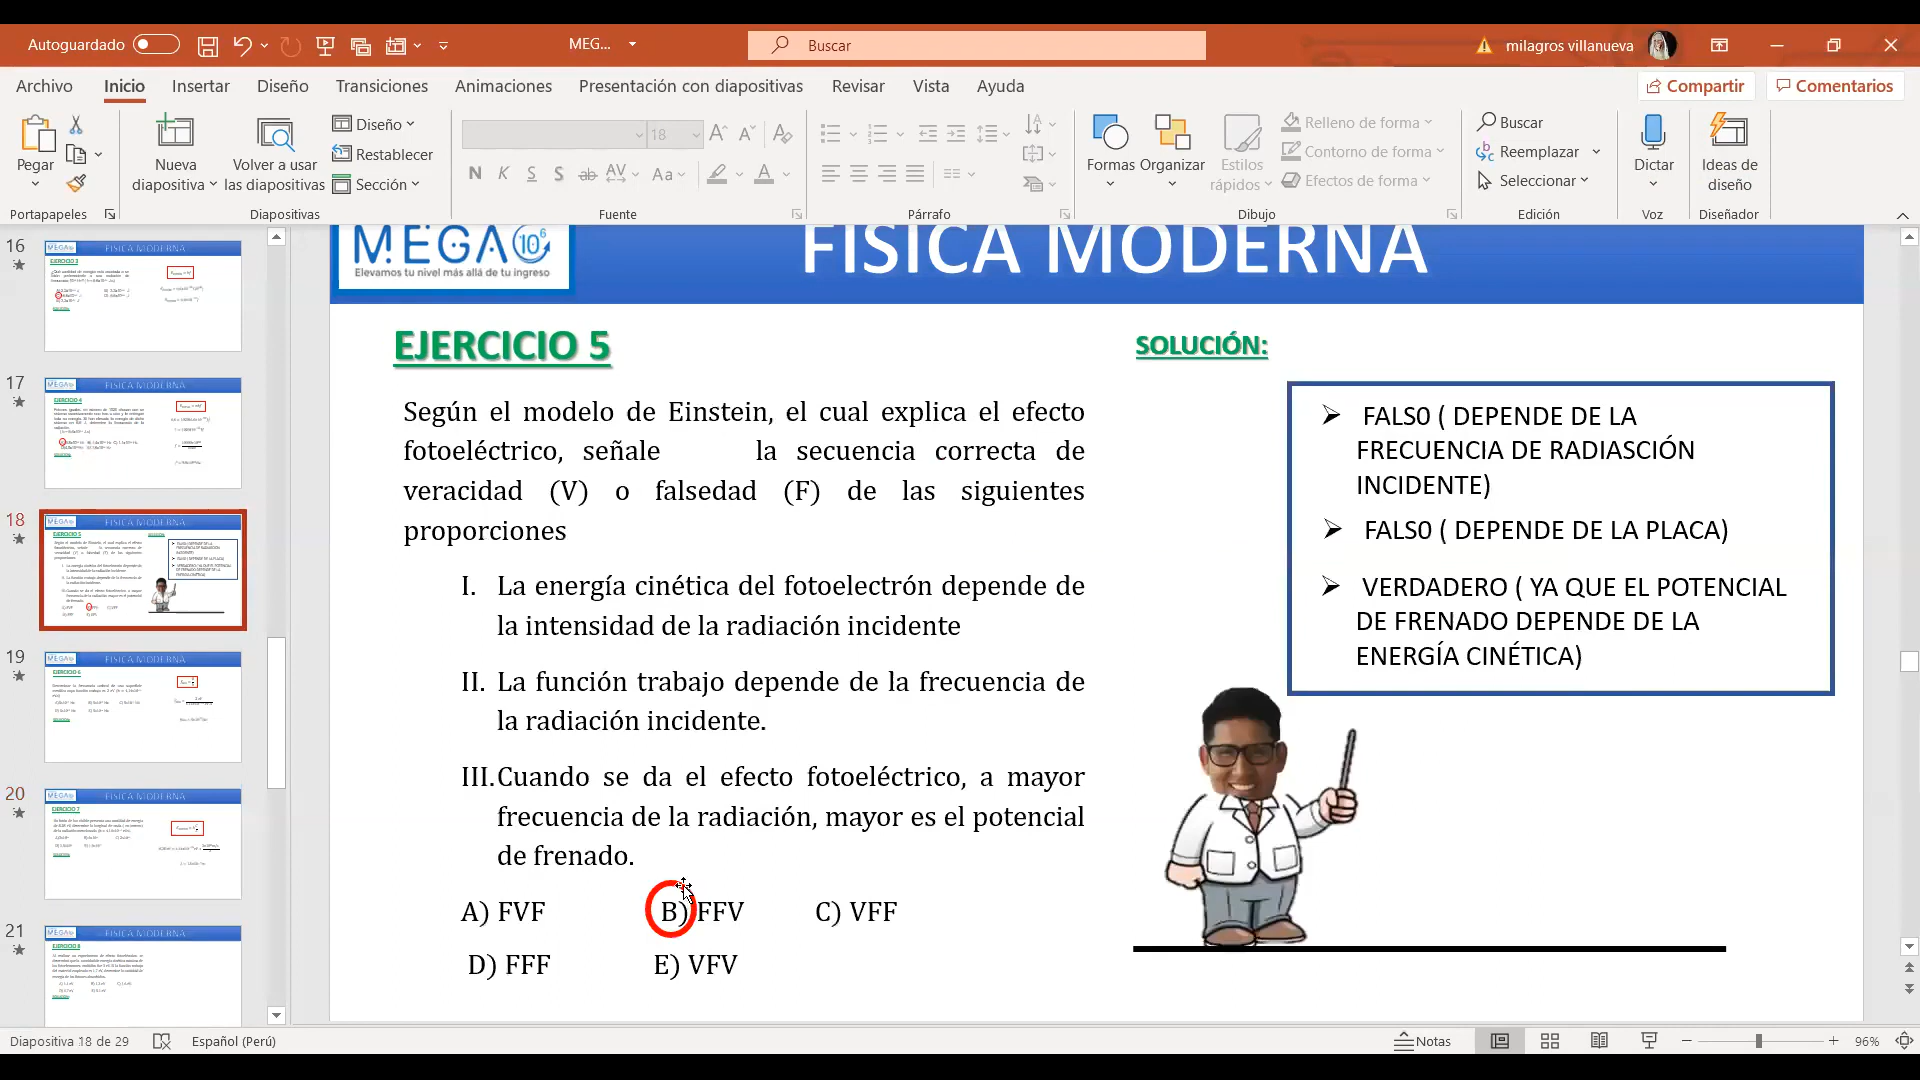 Autoguardado
MEG...
Buscar
milagros villanueva
Archivo Inicio Insertar Diseño Transiciones Animaciones Presentación con diapositivas Revisar Vista Ayuda
Compartir Comentarios
Pegar
Nueva diapositiva
Volver a usar las diapositivas
Diseño
Restablecer
Sección
18
N K S S ab AV Aa A
Formas
Organizar
Estilos rápidos
Relleno de forma
Contorno de forma
Efectos de forma
Buscar
Reemplazar
Seleccionar
Dictar
Ideas de diseño
Portapapeles Diapositivas Fuente Párrafo Dibujo Edición Voz Diseñador
16
17
18
19
20
21
MEGA 10⁶
Elevamos tu nivel más allá de tu ingreso
FÍSICA MODERNA
EJERCICIO 5
Según el modelo de Einstein, el cual explica el efecto
fotoeléctrico, señale la secuencia correcta de
veracidad (V) o falsedad (F) de las siguientes
proporciones
I. La energía cinética del fotoelectrón depende de
la intensidad de la radiación incidente
II. La función trabajo depende de la frecuencia de
la radiación incidente.
III. Cuando se da el efecto fotoeléctrico, a mayor
frecuencia de la radiación, mayor es el potencial
de frenado.
A) FVF B) FFV C) VFF
D) FFF E) VFV
SOLUCIÓN:
FALS0 ( DEPENDE DE LA
FRECUENCIA DE RADIASCIÓN
INCIDENTE)
FALS0 ( DEPENDE DE LA PLACA)
VERDADERO ( YA QUE EL POTENCIAL
DE FRENADO DEPENDE DE LA
ENERGÍA CINÉTICA)
Diapositiva 18 de 29
Español (Perú)
Notas
96%